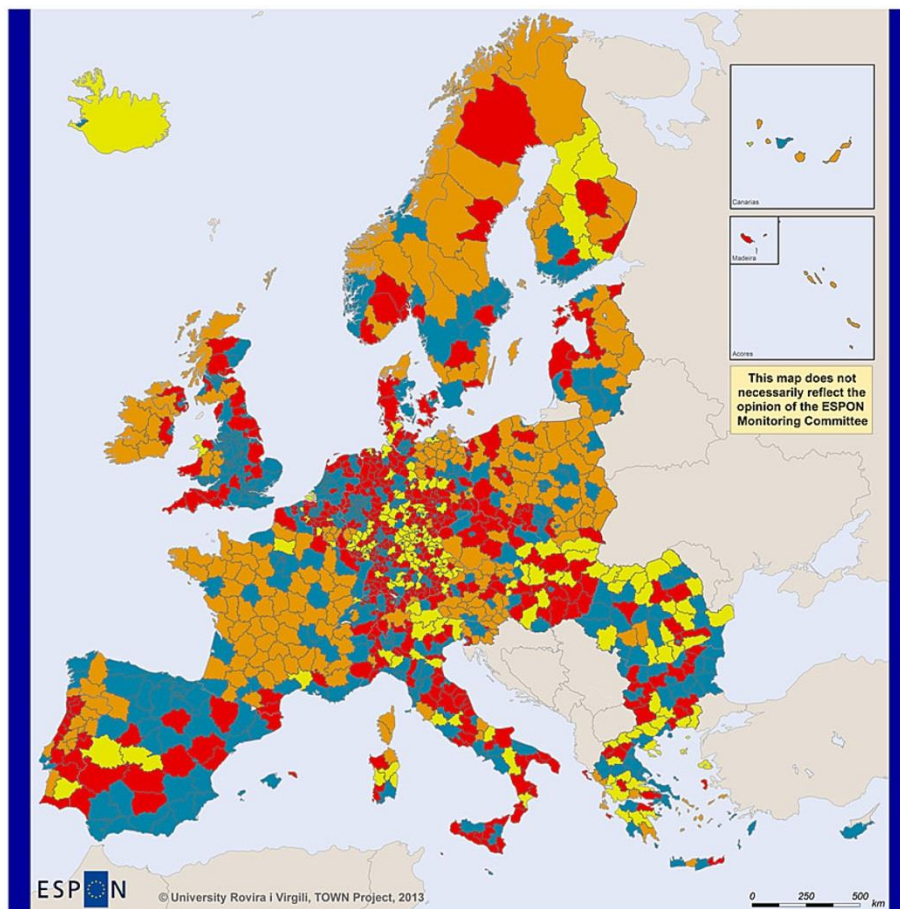 Canarias
Madeira
Acores
This map does not
necessarily reflect the
opinion of the ESPON
Monitoring Committee
ESPON
© University Rovira i Virgili, TOWN Project, 2013
0 250 500
km